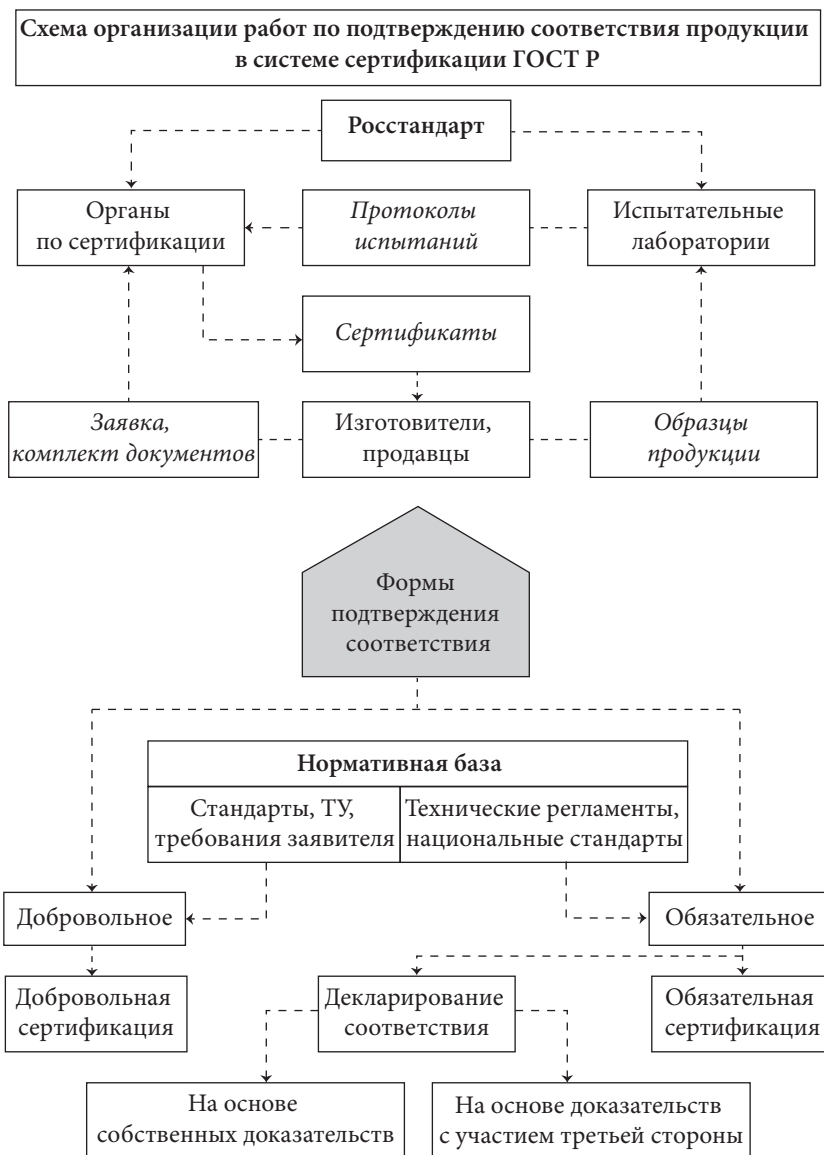 Схема организации работ по подтверждению соответствия продукции
в системе сертификации ГОСТ Р
Росстандарт
Органы
по сертификации
Протоколы
испытаний
Испытательные
лаборатории
Сертификаты
Заявка,
комплект документов
Изготовители,
продавцы
Образцы
продукции
Формы
подтверждения
соответствия
Нормативная база
Стандарты, ТУ,
требования заявителя
Технические регламенты,
национальные стандарты
Добровольное
Обязательное
Добровольная
сертификация
Декларирование
соответствия
Обязательная
сертификация
На основе
собственных доказательств
На основе доказательств
с участием третьей стороны